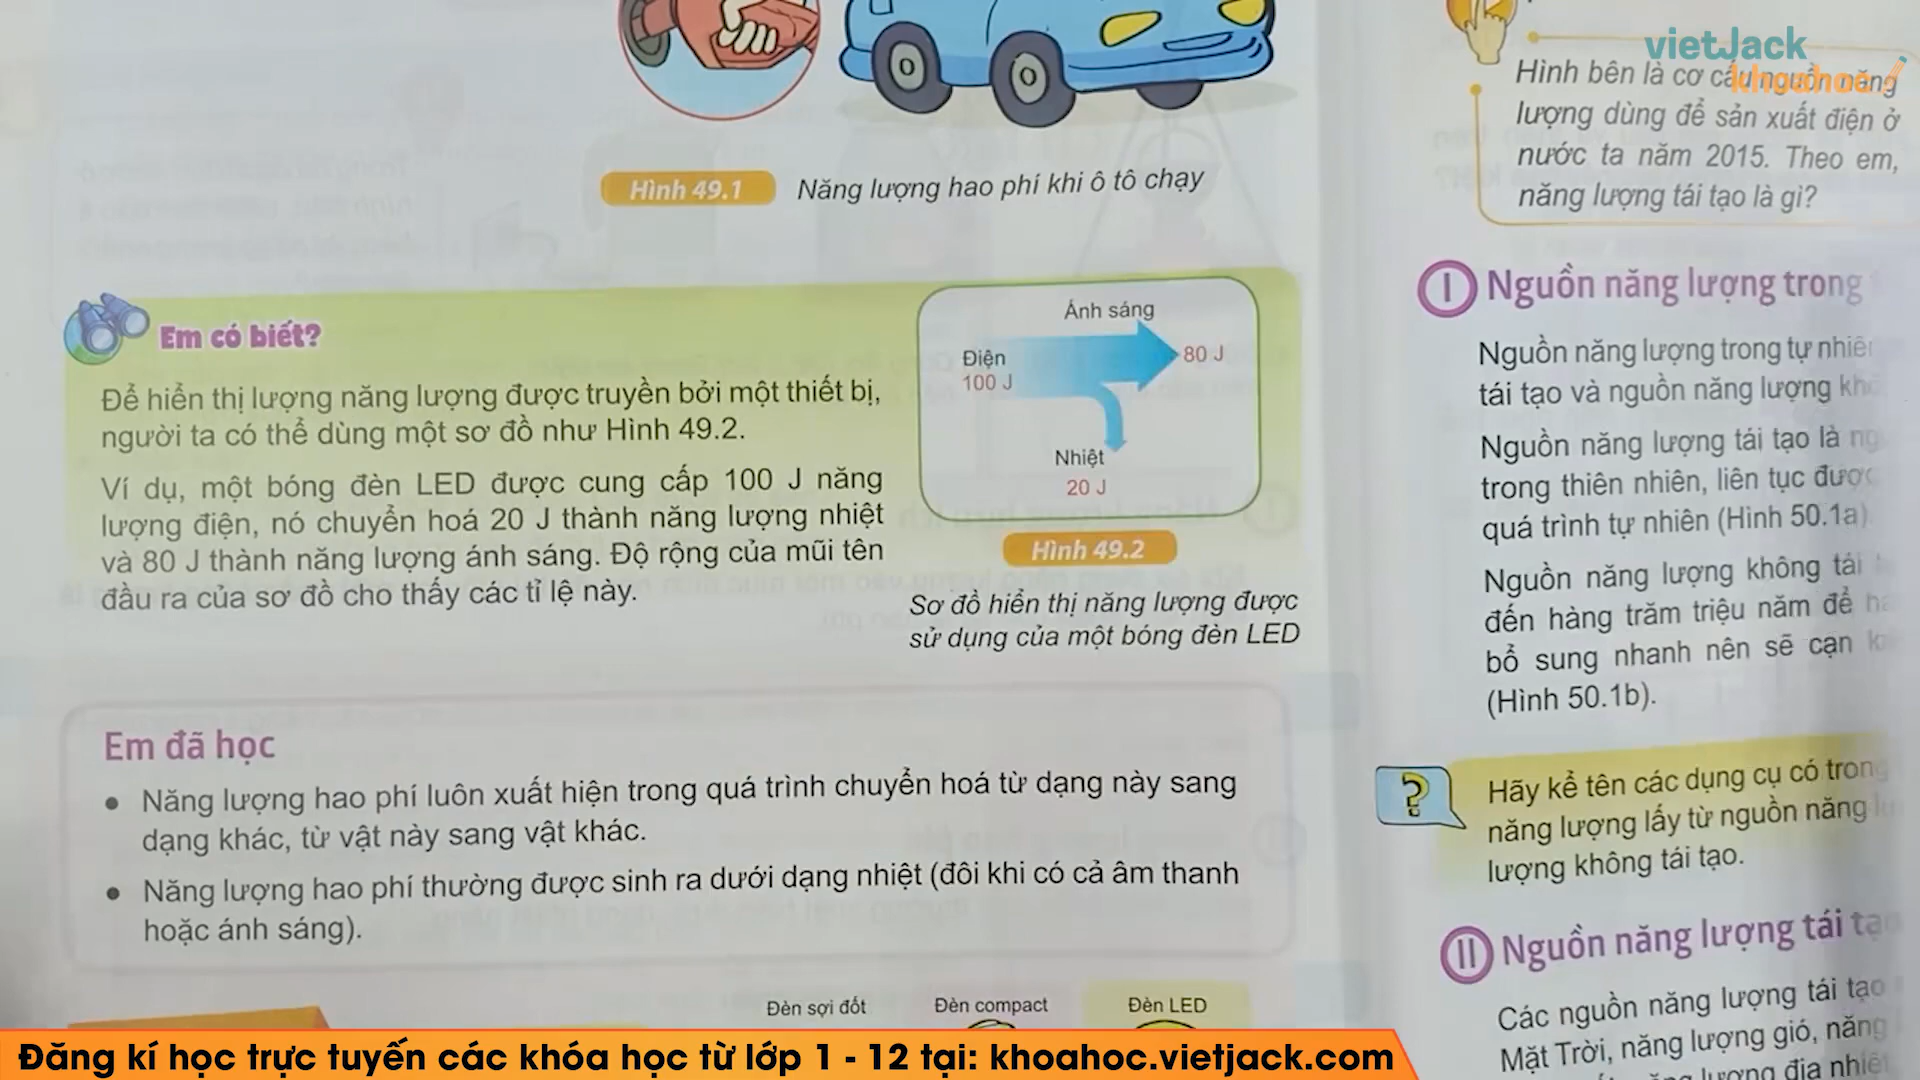 Hình 49.1
Năng lượng hao phí khi ô tô chạy
Em có biết?
Để hiển thị lượng năng lượng được truyền bởi một thiết bị,
người ta có thể dùng một sơ đồ như Hình 49.2.
Ví dụ, một bóng đèn LED được cung cấp 100 J năng
lượng điện, nó chuyển hoá 20 J thành năng lượng nhiệt
và 80 J thành năng lượng ánh sáng. Độ rộng của mũi tên
đầu ra của sơ đồ cho thấy các tỉ lệ này.
Ánh sáng
Điện
100 J
80 J
Nhiệt
20 J
Hình 49.2
Sơ đồ hiển thị năng lượng được
sử dụng của một bóng đèn LED
Em đã học
Năng lượng hao phí luôn xuất hiện trong quá trình chuyển hoá từ dạng này sang
dạng khác, từ vật này sang vật khác.
Năng lượng hao phí thường được sinh ra dưới dạng nhiệt (đôi khi có cả âm thanh
hoặc ánh sáng).
Đèn sợi đốt
Đèn compact
Đèn LED
vietJack
khoahoc
Hình bên là cơ cấu nguồn năng
lượng dùng để sản xuất điện ở
nước ta năm 2015. Theo em,
năng lượng tái tạo là gì?
I Nguồn năng lượng trong
Nguồn năng lượng trong tự nhiên
tái tạo và nguồn năng lượng
Nguồn năng lượng tái tạo là
trong thiên nhiên, liên tục được
quá trình tự nhiên (Hình 50.1a)
Nguồn năng lượng không tái
đến hàng trăm triệu năm để
bổ sung nhanh nên sẽ cạn
(Hình 50.1b).
?
Hãy kể tên các dụng cụ có trong
năng lượng lấy từ nguồn năng
lượng không tái tạo.
II Nguồn năng lượng tái tạo
Các nguồn năng lượng tái tạo
Mặt Trời, năng lượng gió, năng
lượng địa nhiệt
Đăng kí học trực tuyến các khóa học từ lớp 1 - 12 tại: khoahoc.vietjack.com